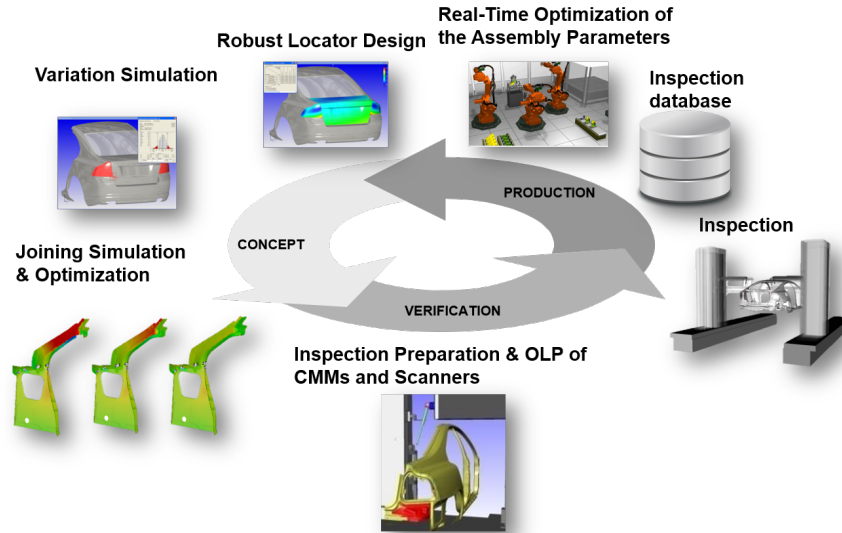 Real-Time Optimization of
the Assembly Parameters
Robust Locator Design
Variation Simulation
Inspection
database
PRODUCTION
Inspection
CONCEPT
Joining Simulation
& Optimization
VERIFICATION
Inspection Preparation & OLP of
CMMs and Scanners